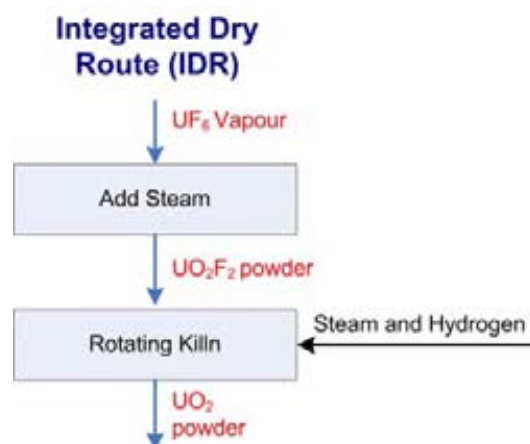 Integrated Dry
Route (IDR)
UF₆ Vapour
Add Steam
UO₂F₂ powder
Steam and Hydrogen
Rotating Killn
UO₂
powder